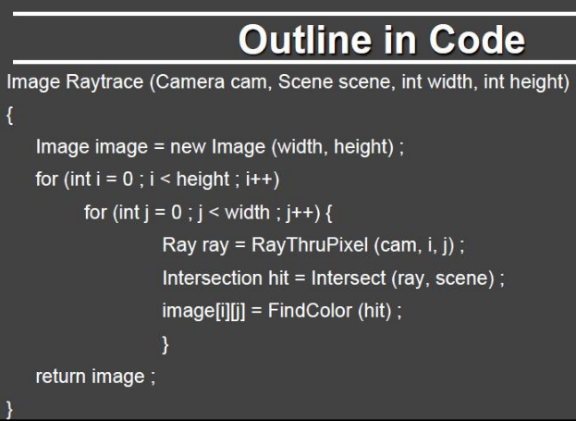 Outline in Code
Image Raytrace (Camera cam, Scene scene, int width, int height)
{
Image image = new Image (width, height) ;
for (int i = 0 ; i < height ; i++)
for (int j = 0 ; j < width ; j++) {
Ray ray = RayThruPixel (cam, i, j) ;
Intersection hit = Intersect (ray, scene) ;
image[i][j] = FindColor (hit) ;
}
return image ;
}